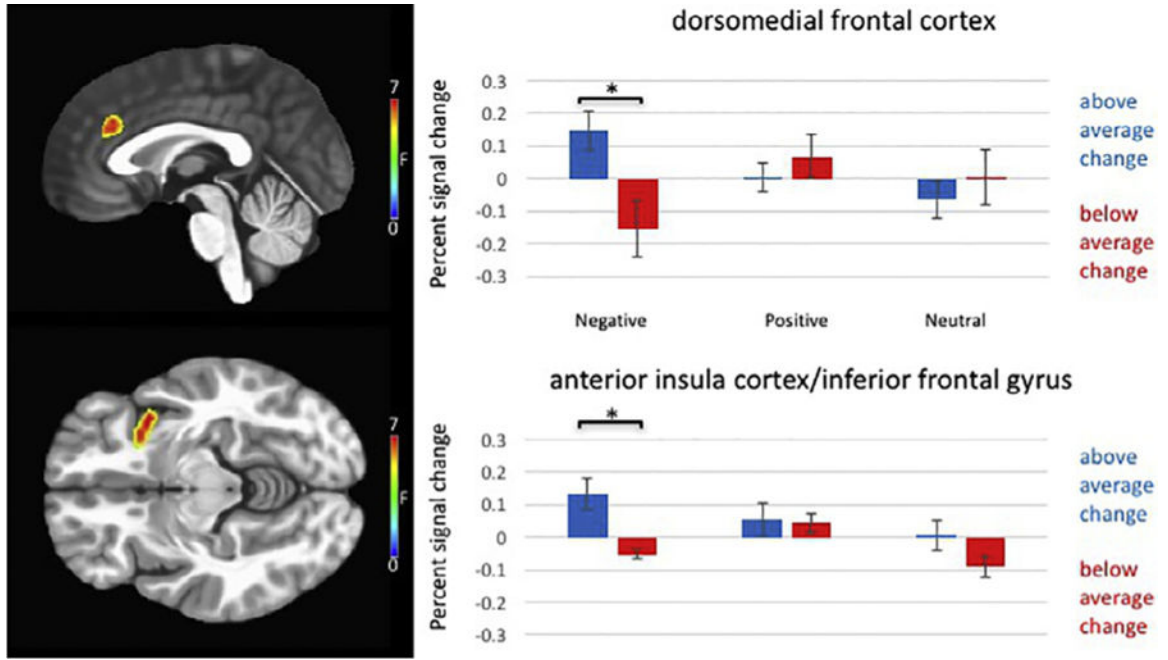 7
F
0
dorsomedial frontal cortex
Percent signal change
0.3
0.2
0.1
0
-0.1
-0.2
-0.3
*
Negative
Positive
Neutral
above
average
change
below
average
change
7
F
0
anterior insula cortex/inferior frontal gyrus
Percent signal change
0.3
0.2
0.1
0
-0.1
-0.2
-0.3
*
above
average
change
below
average
change